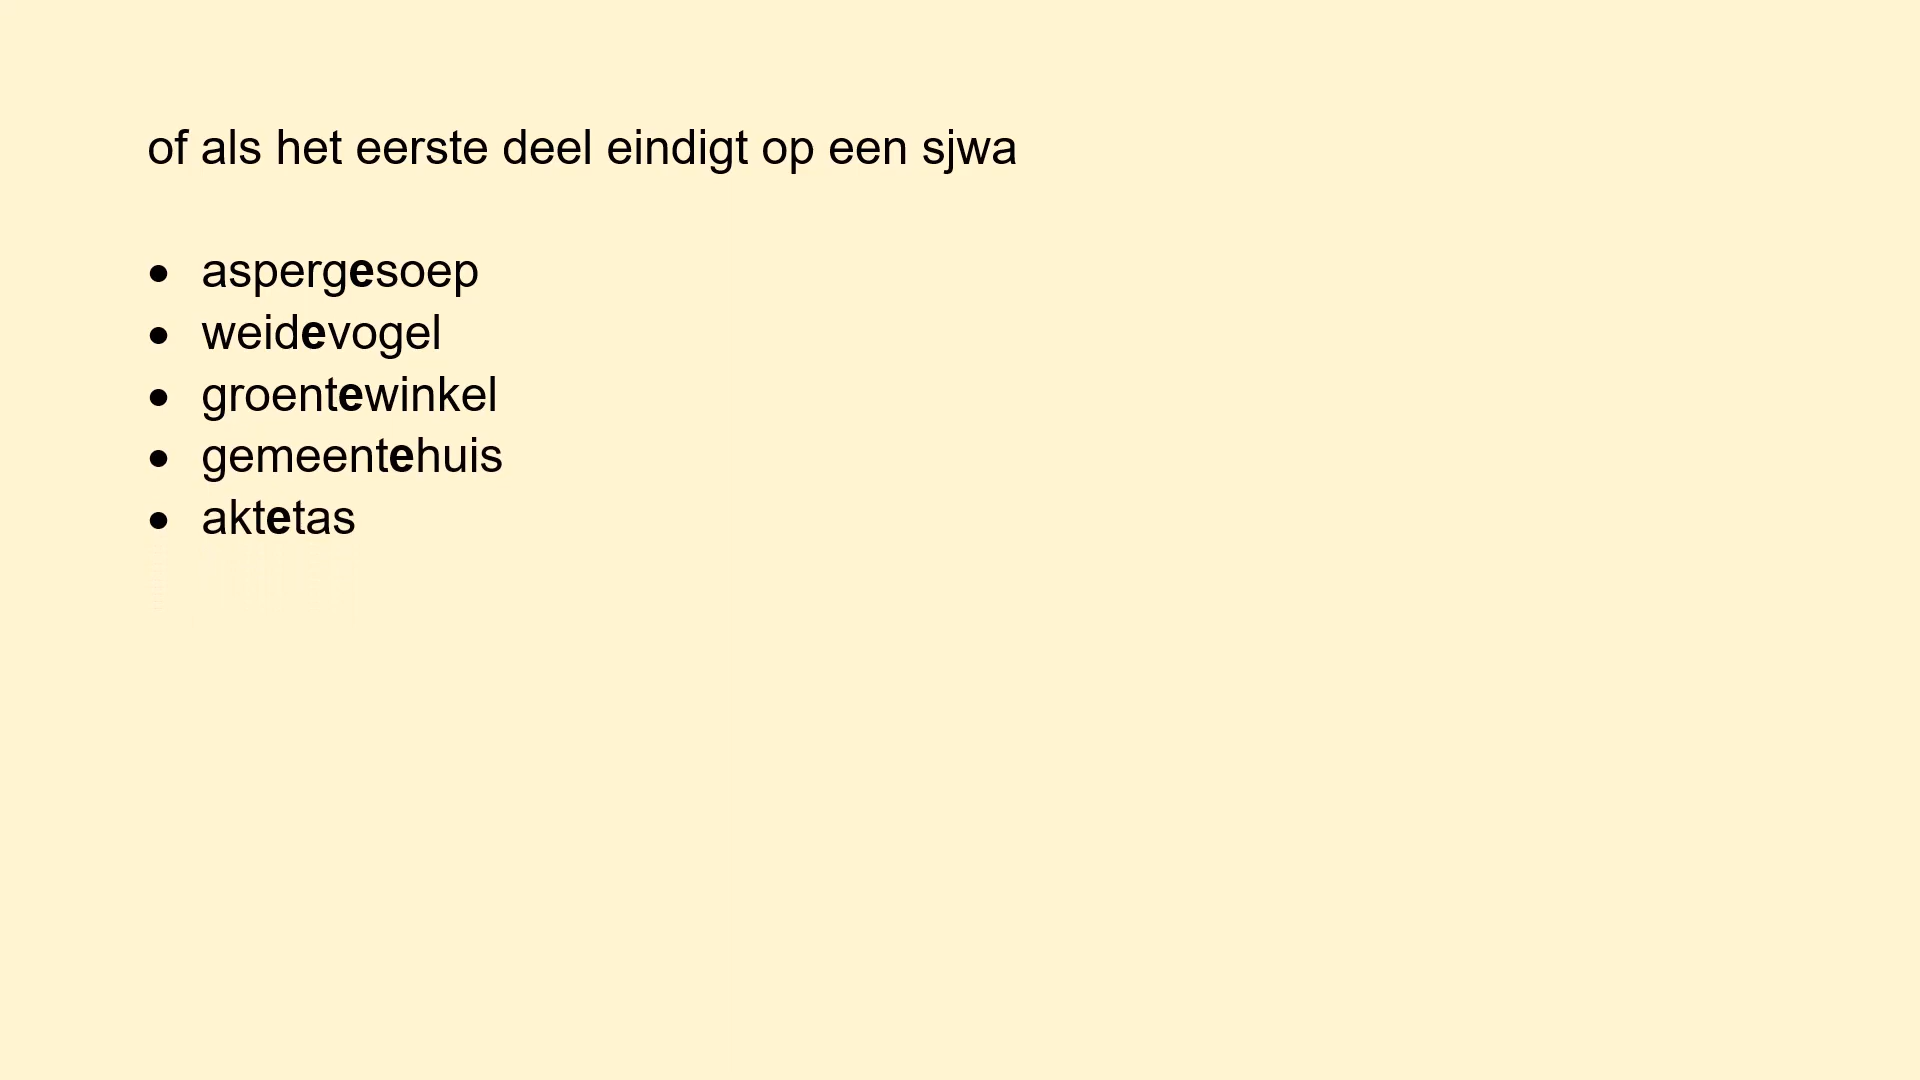 of als het eerste deel eindigt op een sjwa
● aspergesoep
● weidevogel
● groentewinkel
● gemeentehuis
● aktetas